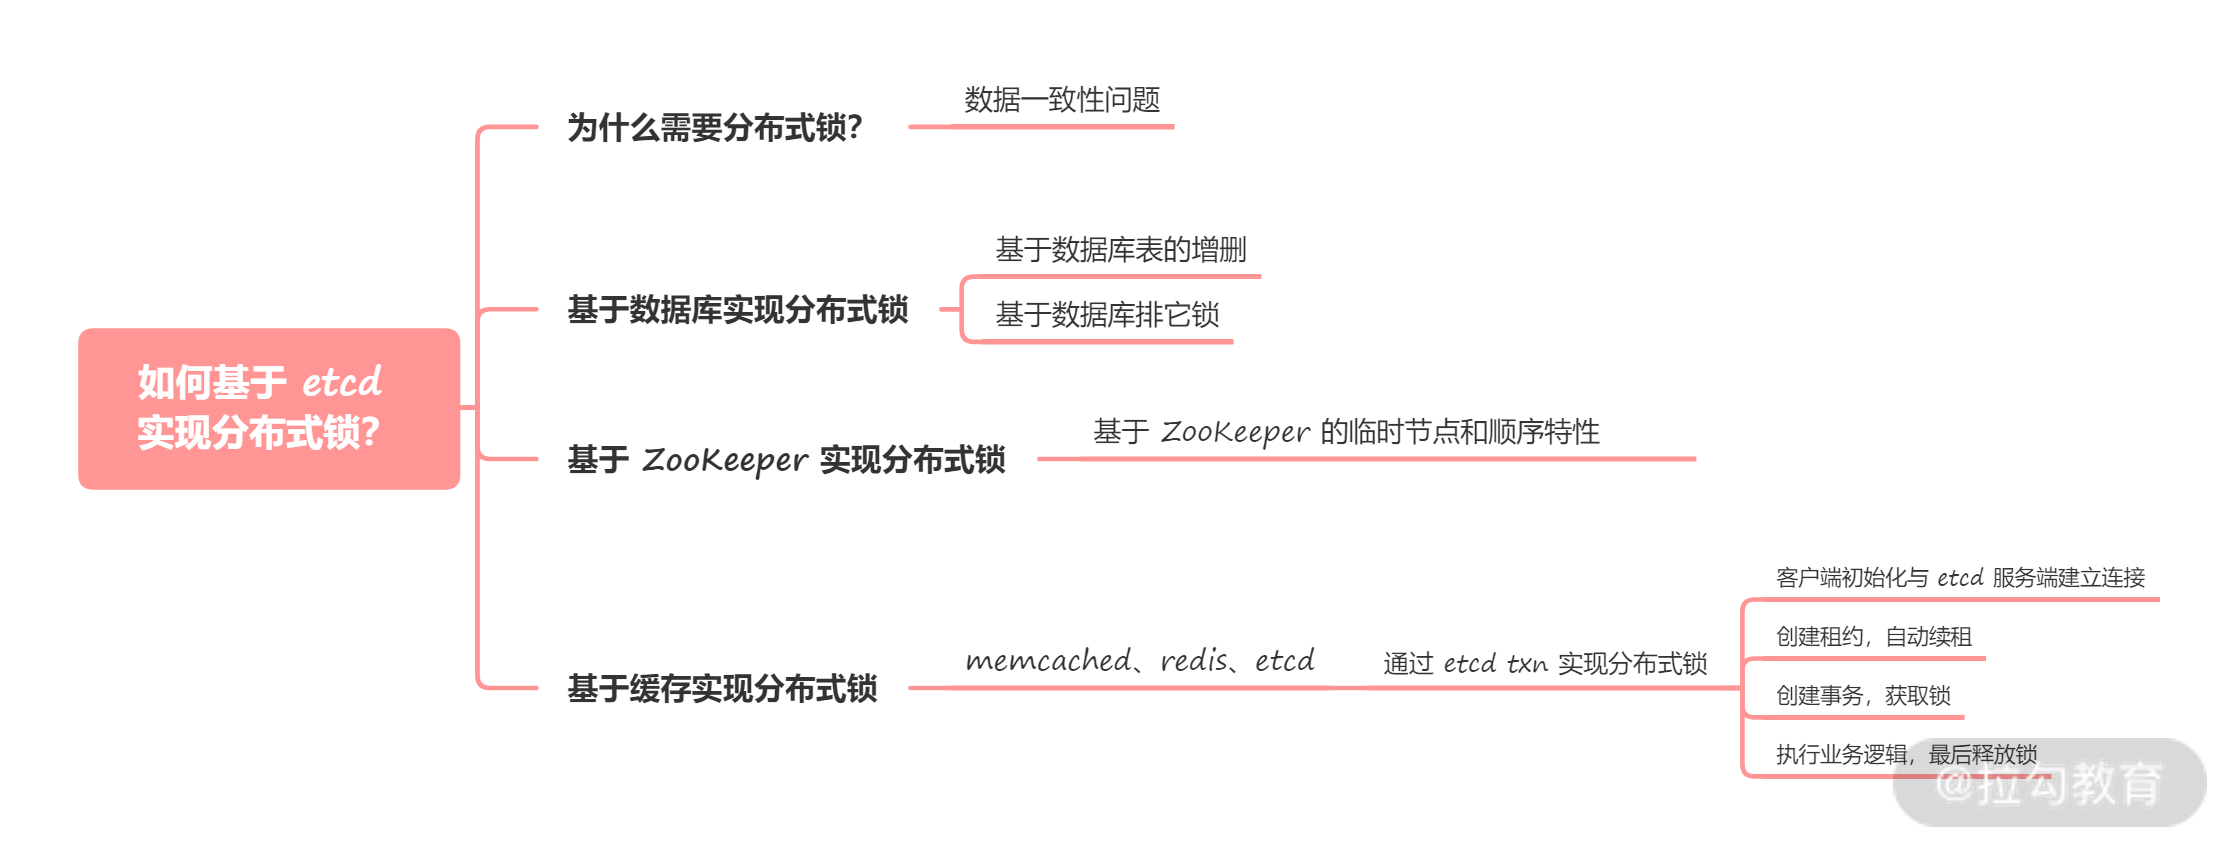 如何基于 etcd
实现分布式锁？
为什么需要分布式锁？
数据一致性问题
基于数据库实现分布式锁
基于数据库表的增删
基于数据库排它锁
基于 ZooKeeper 实现分布式锁
基于 ZooKeeper 的临时节点和顺序特性
基于缓存实现分布式锁
memcached、redis、etcd
通过 etcd txn 实现分布式锁
客户端初始化与 etcd 服务端建立连接
创建租约，自动续租
创建事务，获取锁
执行业务逻辑，最后释放锁
@拉勾教育